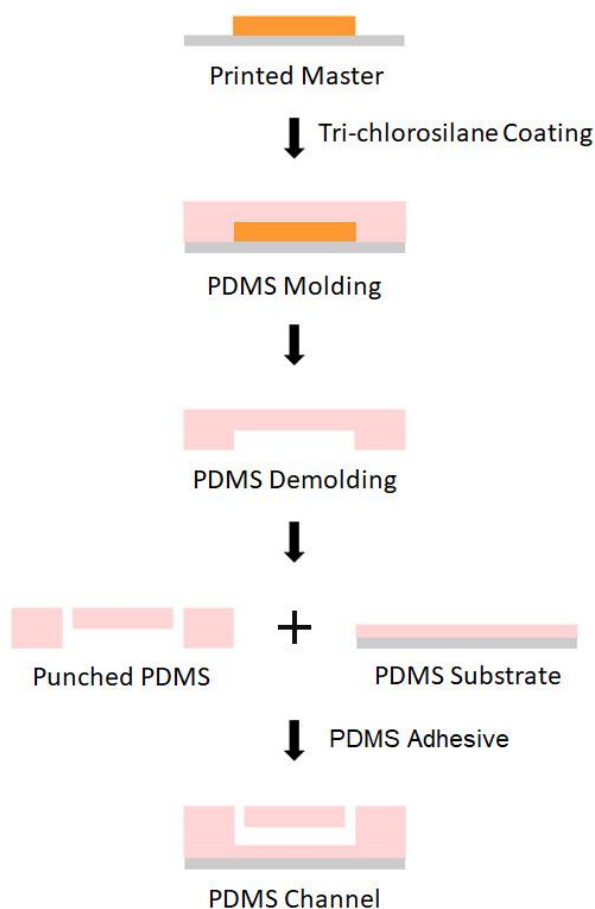 Printed Master
Tri-chlorosilane Coating
PDMS Molding
PDMS Demolding
+
Punched PDMS
PDMS Substrate
PDMS Adhesive
PDMS Channel